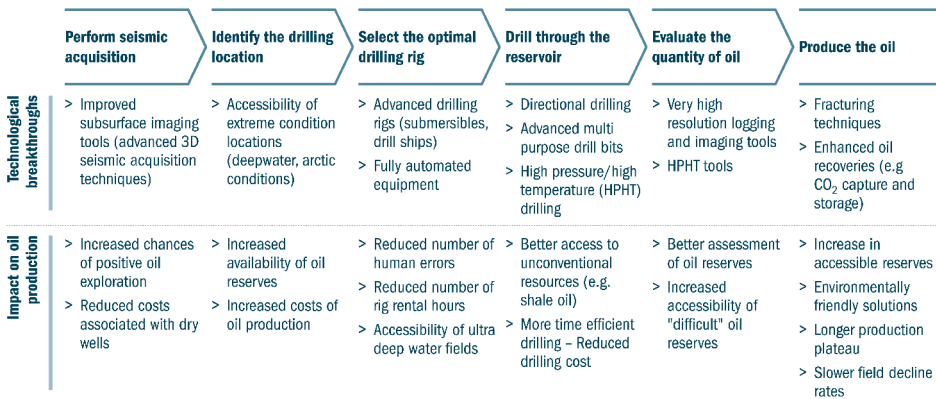 Perform seismic
acquisition
Identify the drilling
location
Select the optimal
drilling rig
Drill through the
reservoir
Evaluate the
quantity of oil
Produce the oil
Technological
breakthroughs
> Improved
subsurface imaging
tools (advanced 3D
seismic acquisition
techniques)
> Accessibility of
extreme condition
locations
(deepwater, arctic
conditions)
> Advanced drilling
rigs (submersibles,
drill ships)
> Fully automated
equipment
> Directional drilling
> Advanced multi
purpose drill bits
> High pressure/high
temperature (HPHT)
drilling
> Very high
resolution logging
and imaging tools
> HPHT tools
> Fracturing
techniques
> Enhanced oil
recoveries (e.g
CO₂ capture and
storage)
Impact on oil
production
> Increased chances
of positive oil
exploration
> Reduced costs
associated with dry
wells
> Increased
availability of oil
reserves
> Increased costs of
oil production
> Reduced number of
human errors
> Reduced number of
rig rental hours
> Accessibility of ultra
deep water fields
> Better access to
unconventional
resources (e.g.
shale oil)
> More time efficient
drilling – Reduced
drilling cost
> Better assessment
of oil reserves
> Increased
accessibility of
"difficult" oil
reserves
> Increase in
accessible reserves
> Environmentally
friendly solutions
> Longer production
plateau
> Slower field decline
rates